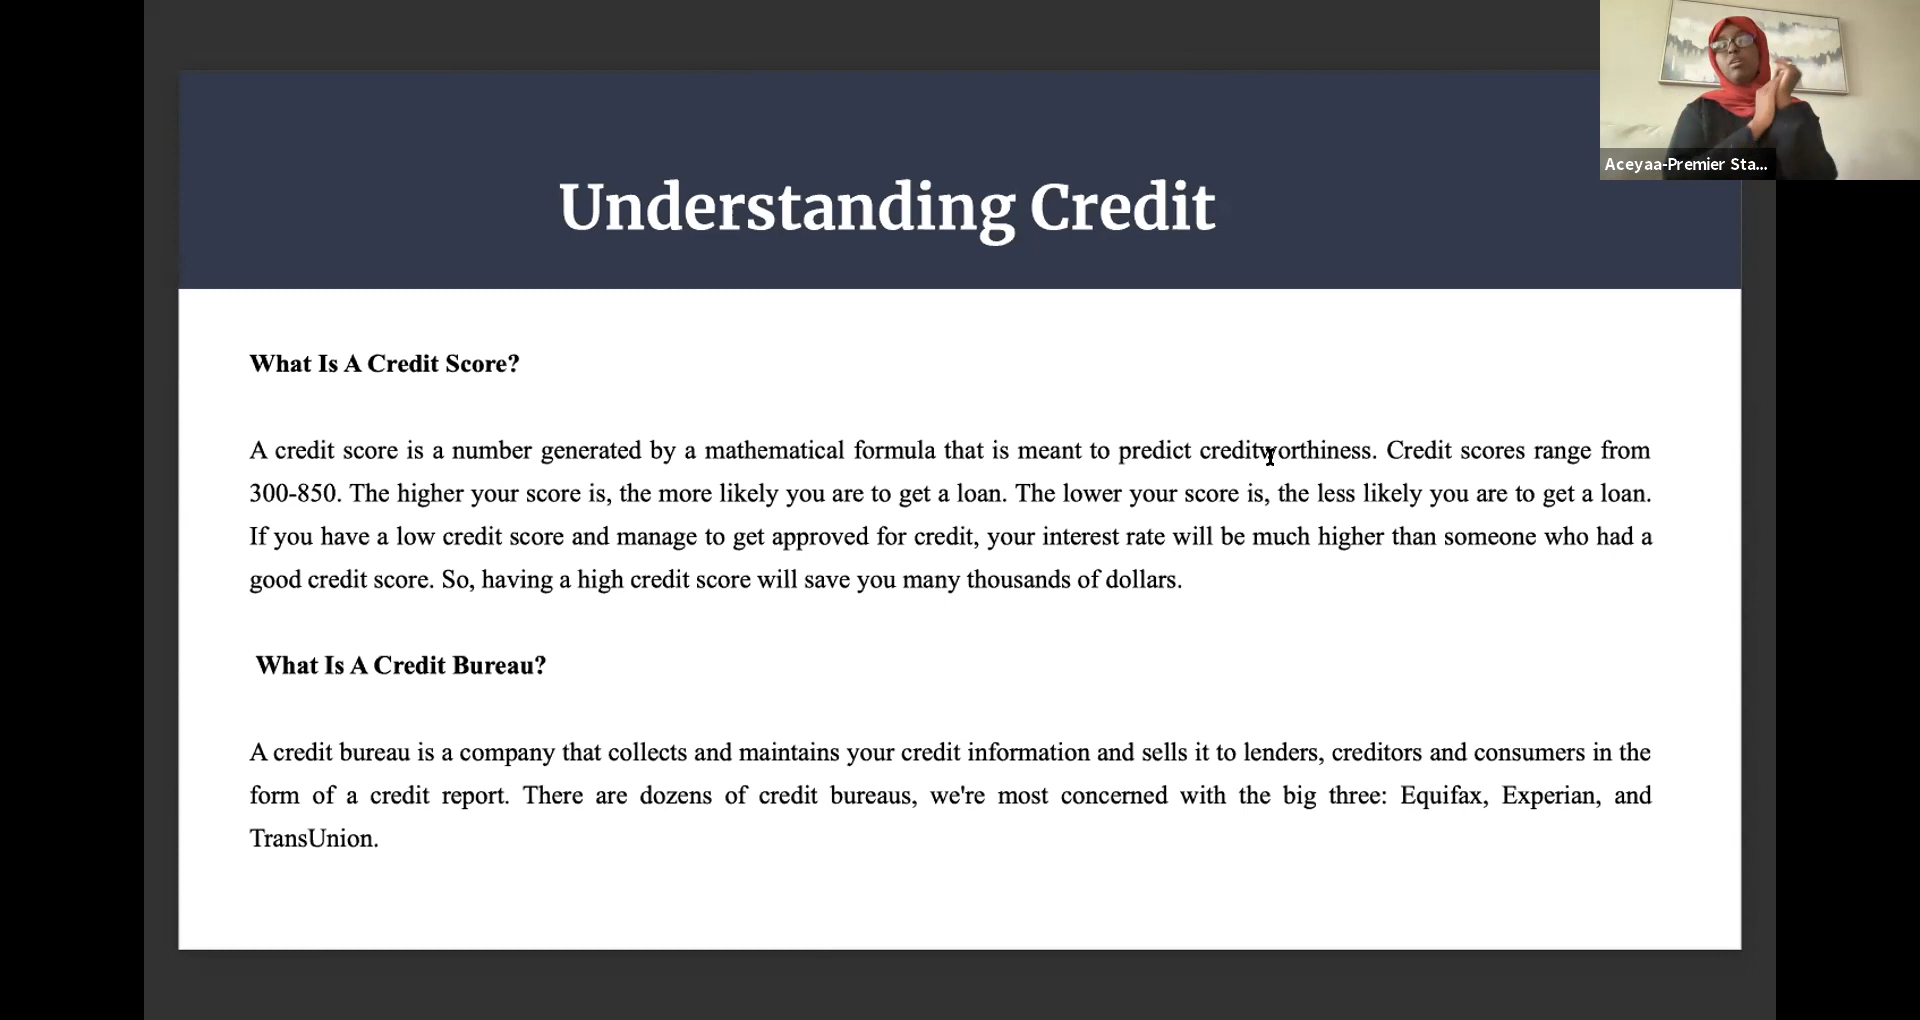 Aceyaa-Premier Sta...
Understanding Credit
What Is A Credit Score?
A credit score is a number generated by a mathematical formula that is meant to predict creditworthiness. Credit scores range from
300-850. The higher your score is, the more likely you are to get a loan. The lower your score is, the less likely you are to get a loan.
If you have a low credit score and manage to get approved for credit, your interest rate will be much higher than someone who had a
good credit score. So, having a high credit score will save you many thousands of dollars.
What Is A Credit Bureau?
A credit bureau is a company that collects and maintains your credit information and sells it to lenders, creditors and consumers in the
form of a credit report. There are dozens of credit bureaus, we're most concerned with the big three: Equifax, Experian, and
TransUnion.